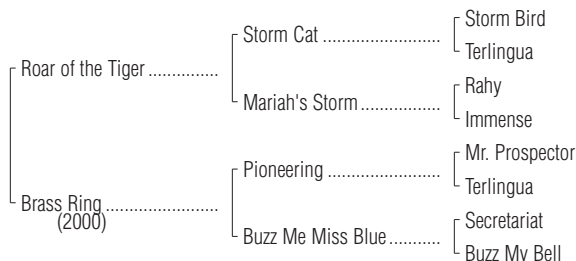 Storm Bird
Storm Cat ........................
Terlingua
Roar of the Tiger ..............
Rahy
Mariah's Storm ................
Immense
Mr. Prospector
Pioneering .......................
Terlingua
Brass Ring .......................
(2000)
Secretariat
Buzz Me Miss Blue...........
Buzz My Bell